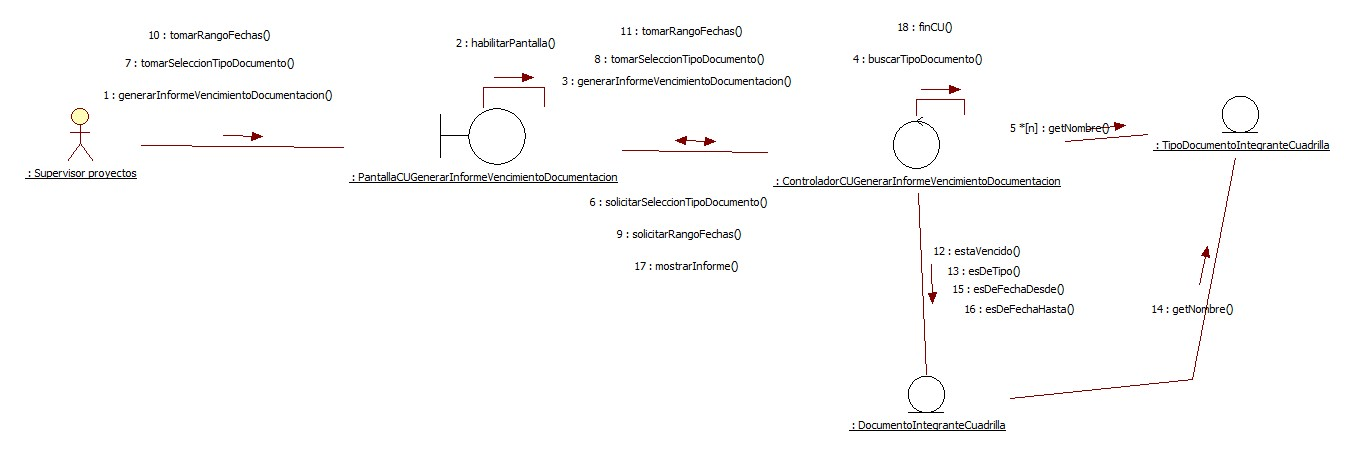 18 : finCU()
10 : tomarRangoFechas()
11 : tomarRangoFechas()
2 : habilitarPantalla()
7 : tomarSeleccionTipoDocumento()
8 : tomarSeleccionTipoDocumento()
4 : buscarTipoDocumento()
1 : generarInformeVencimientoDocumentacion()
3 : generarInformeVencimientoDocumentacion()
5 *[n] : getNombre()
: TipoDocumentoIntegranteCuadrilla
: Supervisor proyectos
: PantallaCUGenerarInformeVencimientoDocumentacion
: ControladorCUGenerarInformeVencimientoDocumentacion
6 : solicitarSeleccionTipoDocumento()
9 : solicitarRangoFechas()
17 : mostrarInforme()
12 : estaVencido()
13 : esDeTipo()
15 : esDeFechaDesde()
16 : esDeFechaHasta()
14 : getNombre()
: DocumentoIntegranteCuadrilla